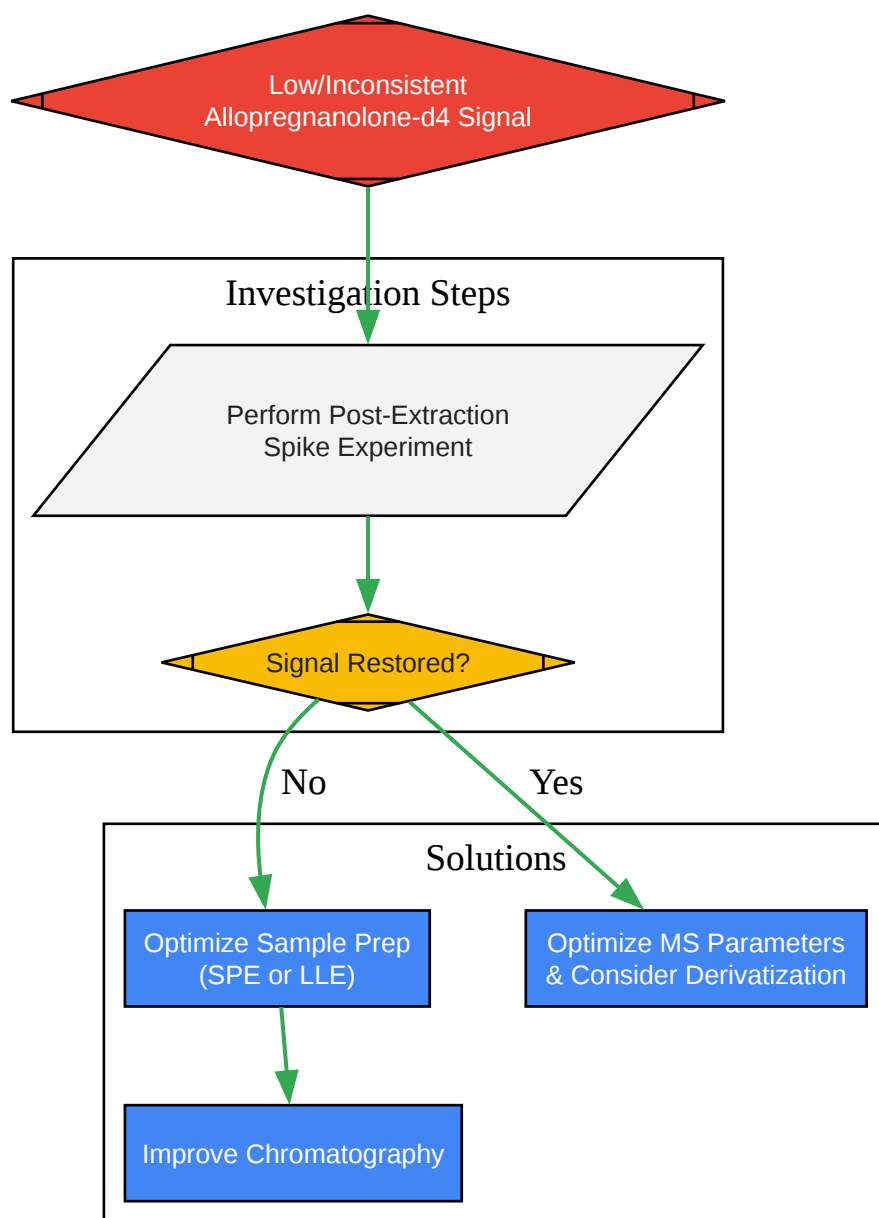 Low/Inconsistent
Allopregnanolone-d4 Signal
Investigation Steps
Perform Post-Extraction
Spike Experiment
Signal Restored?
No
Yes
Solutions
Optimize Sample Prep
(SPE or LLE)
Optimize MS Parameters
& Consider Derivatization
Improve Chromatography